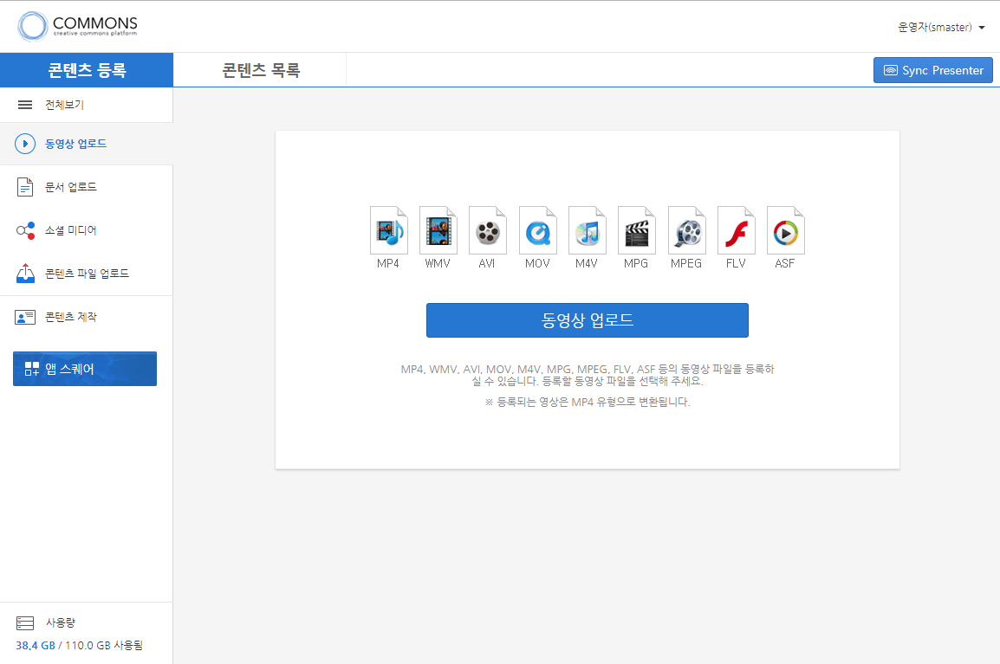 COMMONS
creative commons platform
운영자(smaster)
콘텐츠 등록
콘텐츠 목록
Sync Presenter
전체보기
동영상 업로드
문서 업로드
소셜 미디어
콘텐츠 파일 업로드
콘텐츠 제작
앱 스퀘어
MP4 WMV AVI MOV M4V MPG MPEG FLV ASF
동영상 업로드
MP4, WMV, AVI, MOV, M4V, MPG, MPEG, FLV, ASF 등의 동영상 파일을 등록하
실 수 있습니다. 등록할 동영상 파일을 선택해 주세요.
※ 등록되는 영상은 MP4 유형으로 변환됩니다.
사용량
38.4 GB / 110.0 GB 사용됨